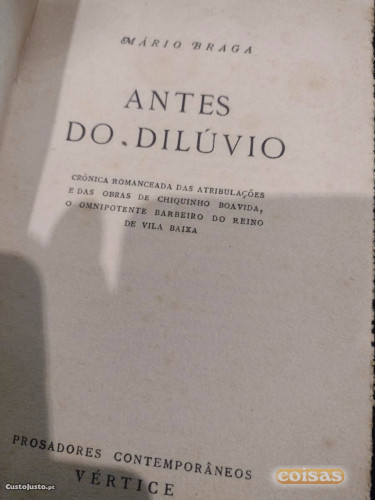 MÁRIO BRAGA
ANTES
DO DILÚVIO
CRÓNICA ROMANCEADA DAS ATRIBULAÇÕES
E DAS OBRAS DE CHIQUINHO BOAVIDA,
O OMNIPOTENTE BARBEIRO DO REINO
DE VILA BAIXA
PROSADORES CONTEMPORÂNEOS
VÉRTICE
CustoJusto.pt
coisas